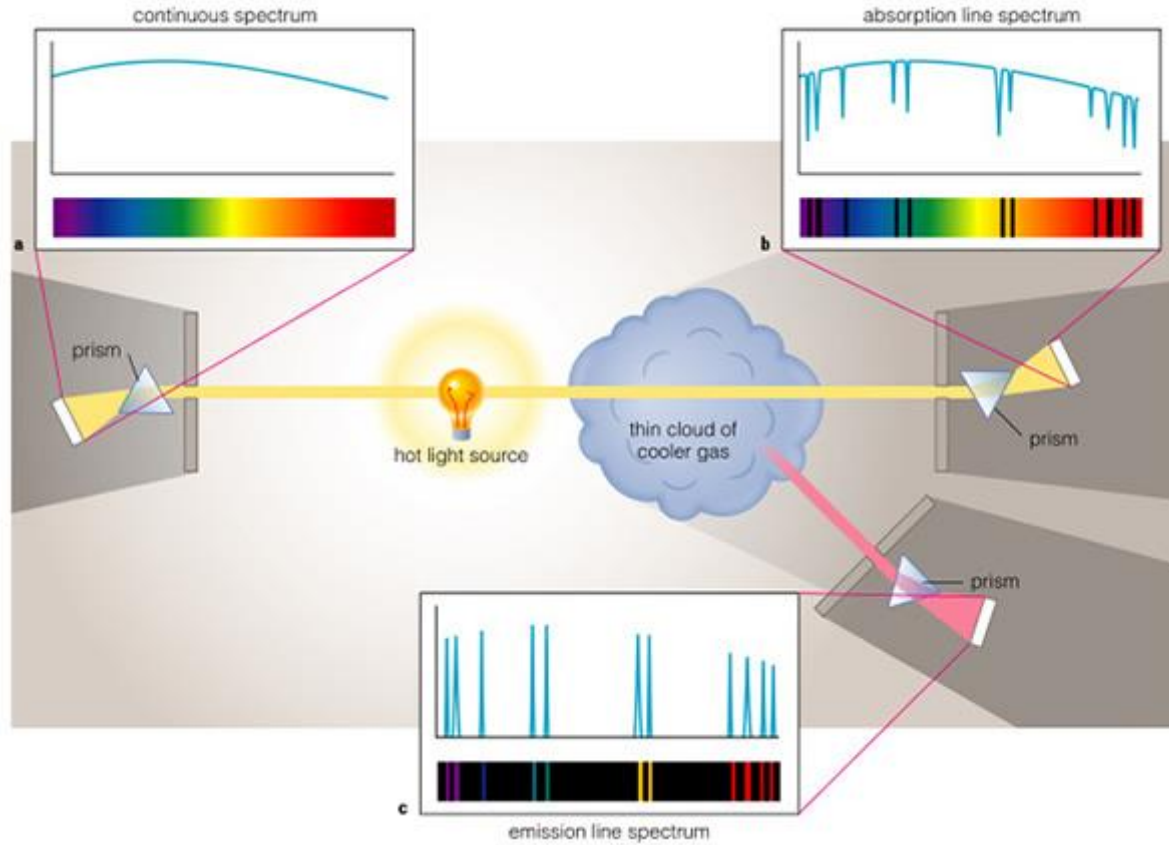 continuous spectrum
absorption line spectrum
a
b
prism
hot light source
thin cloud of
cooler gas
prism
prism
c
emission line spectrum